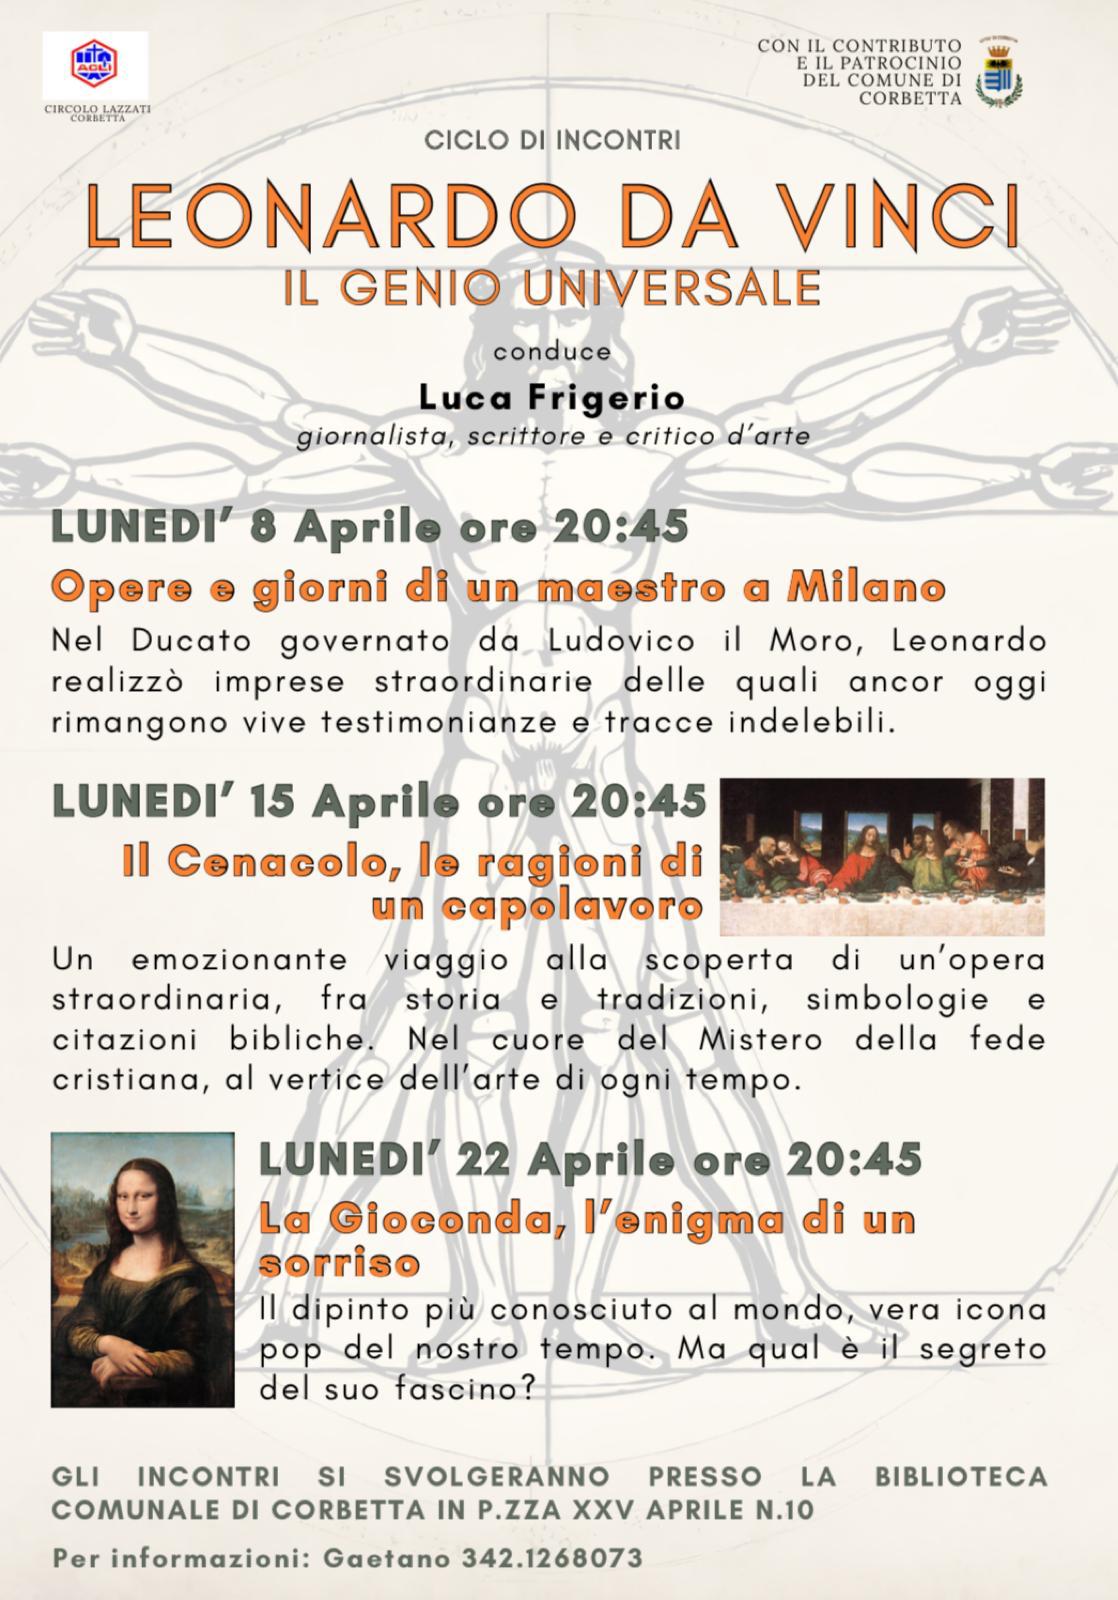 ACLI
CIRCOLO LAZZATI
CORBETTA
CON IL CONTRIBUTO
E IL PATROCINIO
DEL COMUNE DI
CORBETTA
CICLO DI INCONTRI
LEONARDO DA VINCI
IL GENIO UNIVERSALE
conduce
Luca Frigerio
giornalista, scrittore e critico d'arte
LUNEDI' 8 Aprile ore 20:45
Opere e giorni di un maestro a Milano
Nel Ducato governato da Ludovico il Moro, Leonardo
realizzò imprese straordinarie delle quali ancor oggi
rimangono vive testimonianze e tracce indelebili.
LUNEDI' 15 Aprile ore 20:45
Il Cenacolo, le ragioni di
un capolavoro
Un emozionante viaggio alla scoperta di un'opera
straordinaria, fra storia e tradizioni, simbologie e
citazioni bibliche. Nel cuore del Mistero della fede
cristiana, al vertice dell'arte di ogni tempo.
LUNEDI' 22 Aprile ore 20:45
La Gioconda, l'enigma di un
sorriso
Il dipinto più conosciuto al mondo, vera icona
pop del nostro tempo. Ma qual è il segreto
del suo fascino?
GLI INCONTRI SI SVOLGERANNO PRESSO LA BIBLIOTECA
COMUNALE DI CORBETTA IN P.ZZA XXV APRILE N.10
Per informazioni: Gaetano 342.1268073